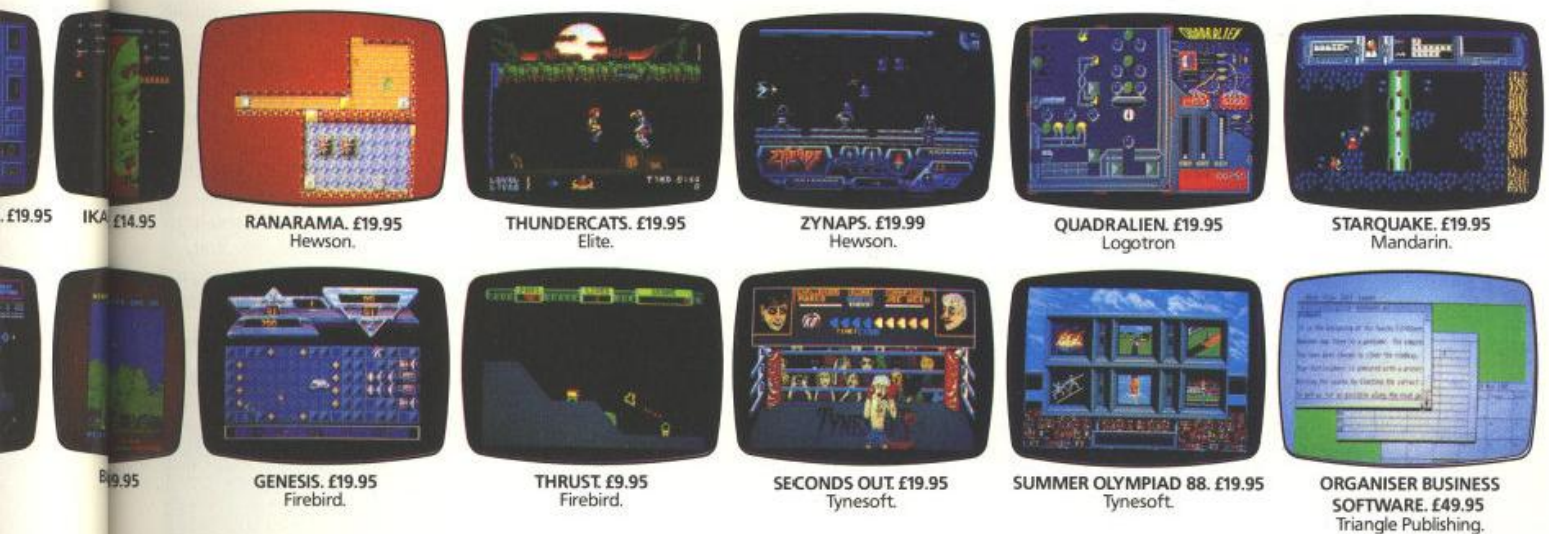 . £19.95
IKA
£14.95
RANARAMA. £19.95
Hewson.
THUNDERCATS. £19.95
Elite.
ZYNAPS. £19.99
Hewson.
QUADRALIEN. £19.95
Logotron
STARQUAKE. £19.95
Mandarin.
9.95
GENESIS. £19.95
Firebird.
THRUST. £9.95
Firebird.
SECONDS OUT. £19.95
Tynesoft.
SUMMER OLYMPIAD 88. £19.95
Tynesoft.
ORGANISER BUSINESS
SOFTWARE. £49.95
Triangle Publishing.